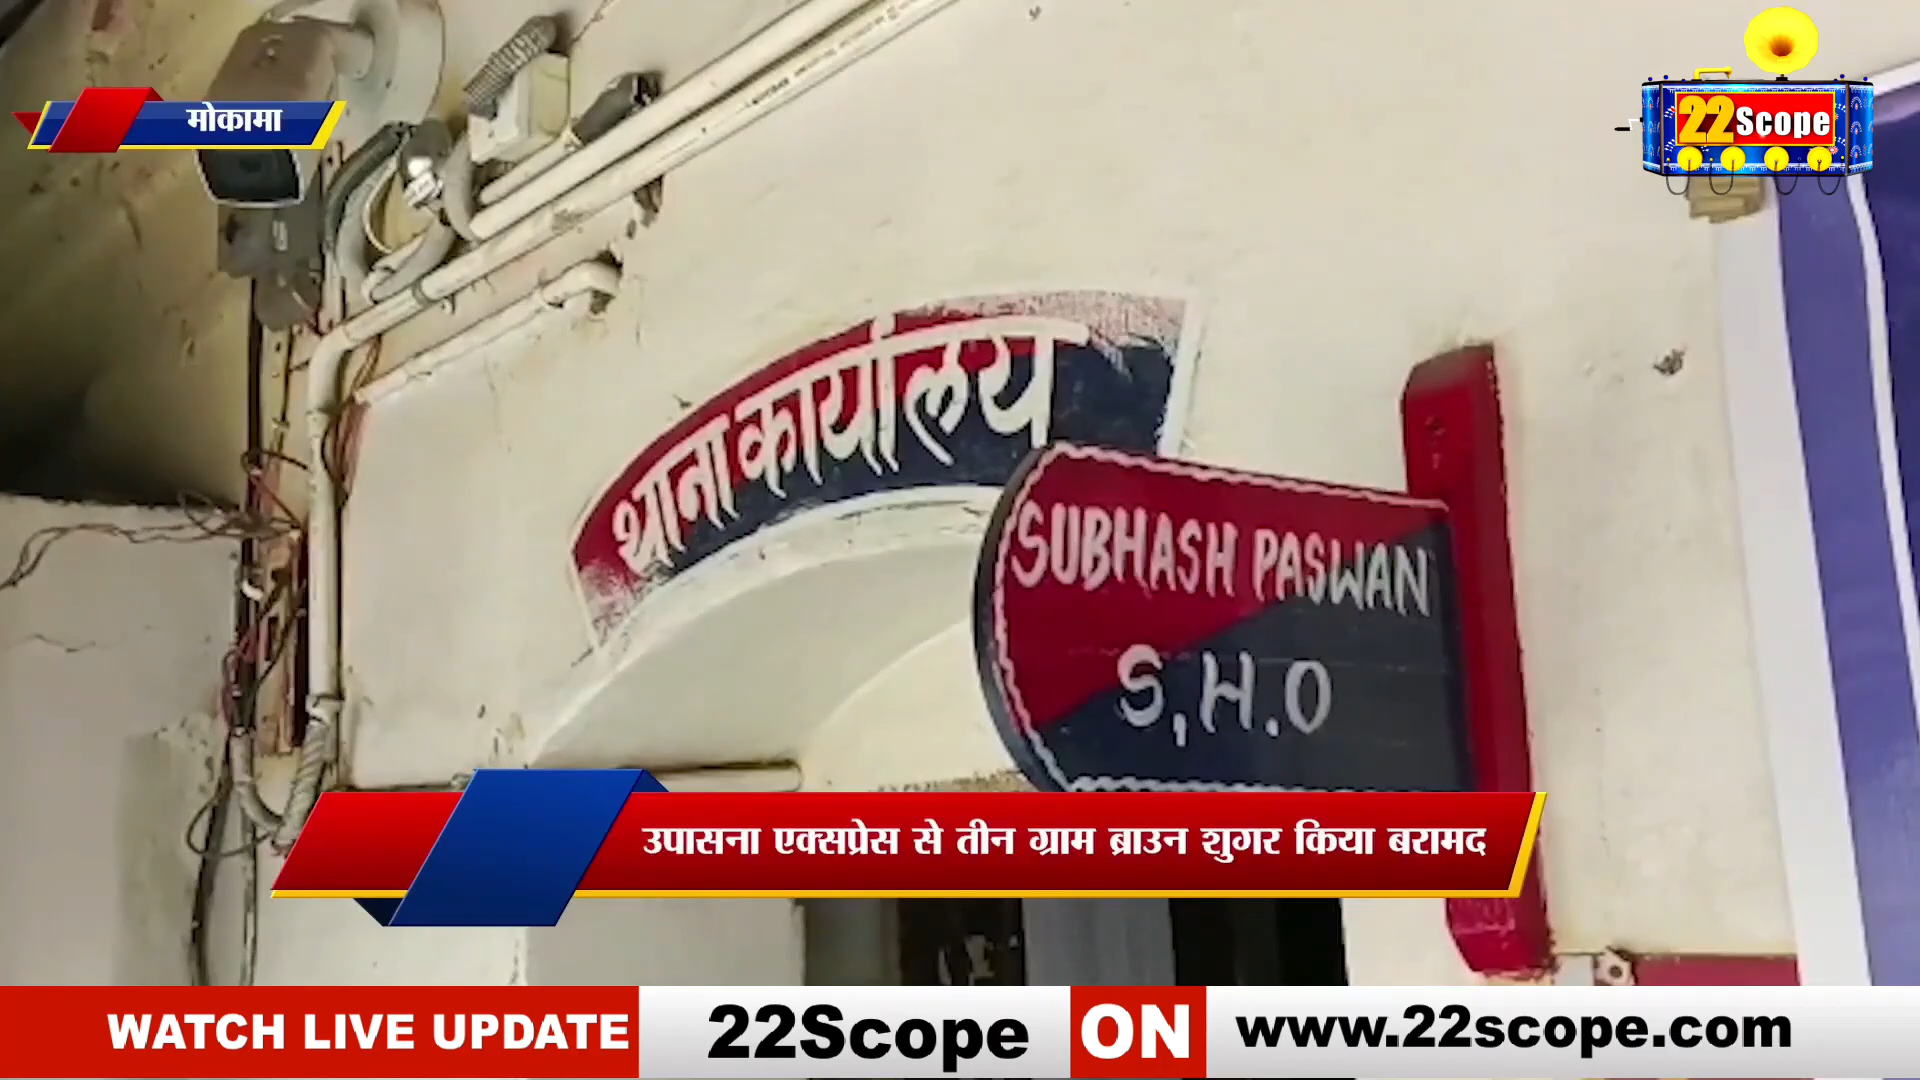 मोकामा
22Scope
थाना कार्यालय
SUBHASH PASWAN
S,H.O
उपासना एक्सप्रेस से तीन ग्राम ब्राउन शुगर किया बरामद
WATCH LIVE UPDATE 22Scope ON www.22scope.com